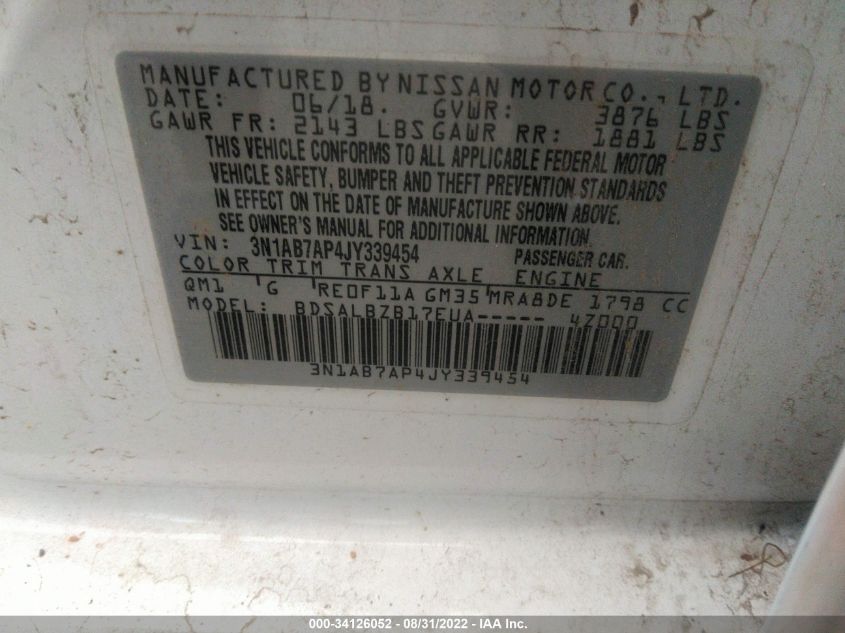 MANUFACTURED BY NISSAN MOTOR CO., LTD.
DATE: 06/18. GVWR: 3876 LBS
GAWR FR: 2143 LBS GAWR RR: 1881 LBS
THIS VEHICLE CONFORMS TO ALL APPLICABLE FEDERAL MOTOR
VEHICLE SAFETY, BUMPER AND THEFT PREVENTION STANDARDS
IN EFFECT ON THE DATE OF MANUFACTURE SHOWN ABOVE.
SEE OWNER'S MANUAL FOR ADDITIONAL INFORMATION.
VIN: 3N1AB7AP4JY339454 PASSENGER CAR.
COLOR TRIM TRANS AXLE ENGINE
QM1 G RE0F11A GM35 MRA8DE 1798 CC
MODEL: BDSALBZB17EUA----- 4Z000
3N1AB7AP4JY339454
000-34126052 - 08/31/2022 - IAA Inc.